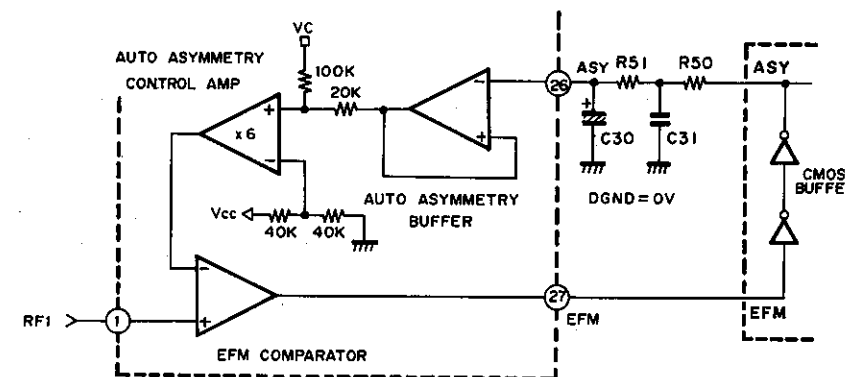 VC
AUTO ASYMMETRY
CONTROL AMP
100K
20K
+
x 6
−
−
+
AUTO ASYMMETRY
BUFFER
Vcc
40K
40K
26
ASY
R51
R50
ASY
+
C30
C31
DGND=0V
CMOS
BUFFE
−
+
RF1
1
27
EFM
EFM
EFM COMPARATOR